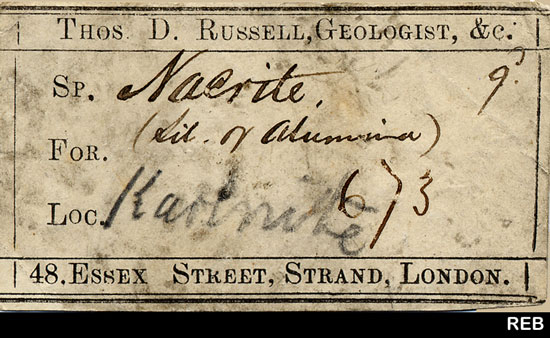 Thos. D. Russell, Geologist, &c.
Sp. Nacrite. 9d
(Sil. of Alumina)
For.
Loc. Kaolinite 6/3
48. Essex Street, Strand, London.
REB